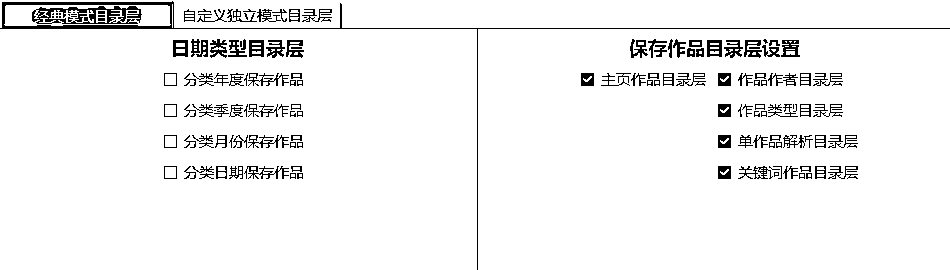 经典模式目录层 自定义独立模式目录层
日期类型目录层
分类年度保存作品
分类季度保存作品
分类月份保存作品
分类日期保存作品
保存作品目录层设置
主页作品目录层 作品作者目录层
作品类型目录层
单作品解析目录层
关键词作品目录层